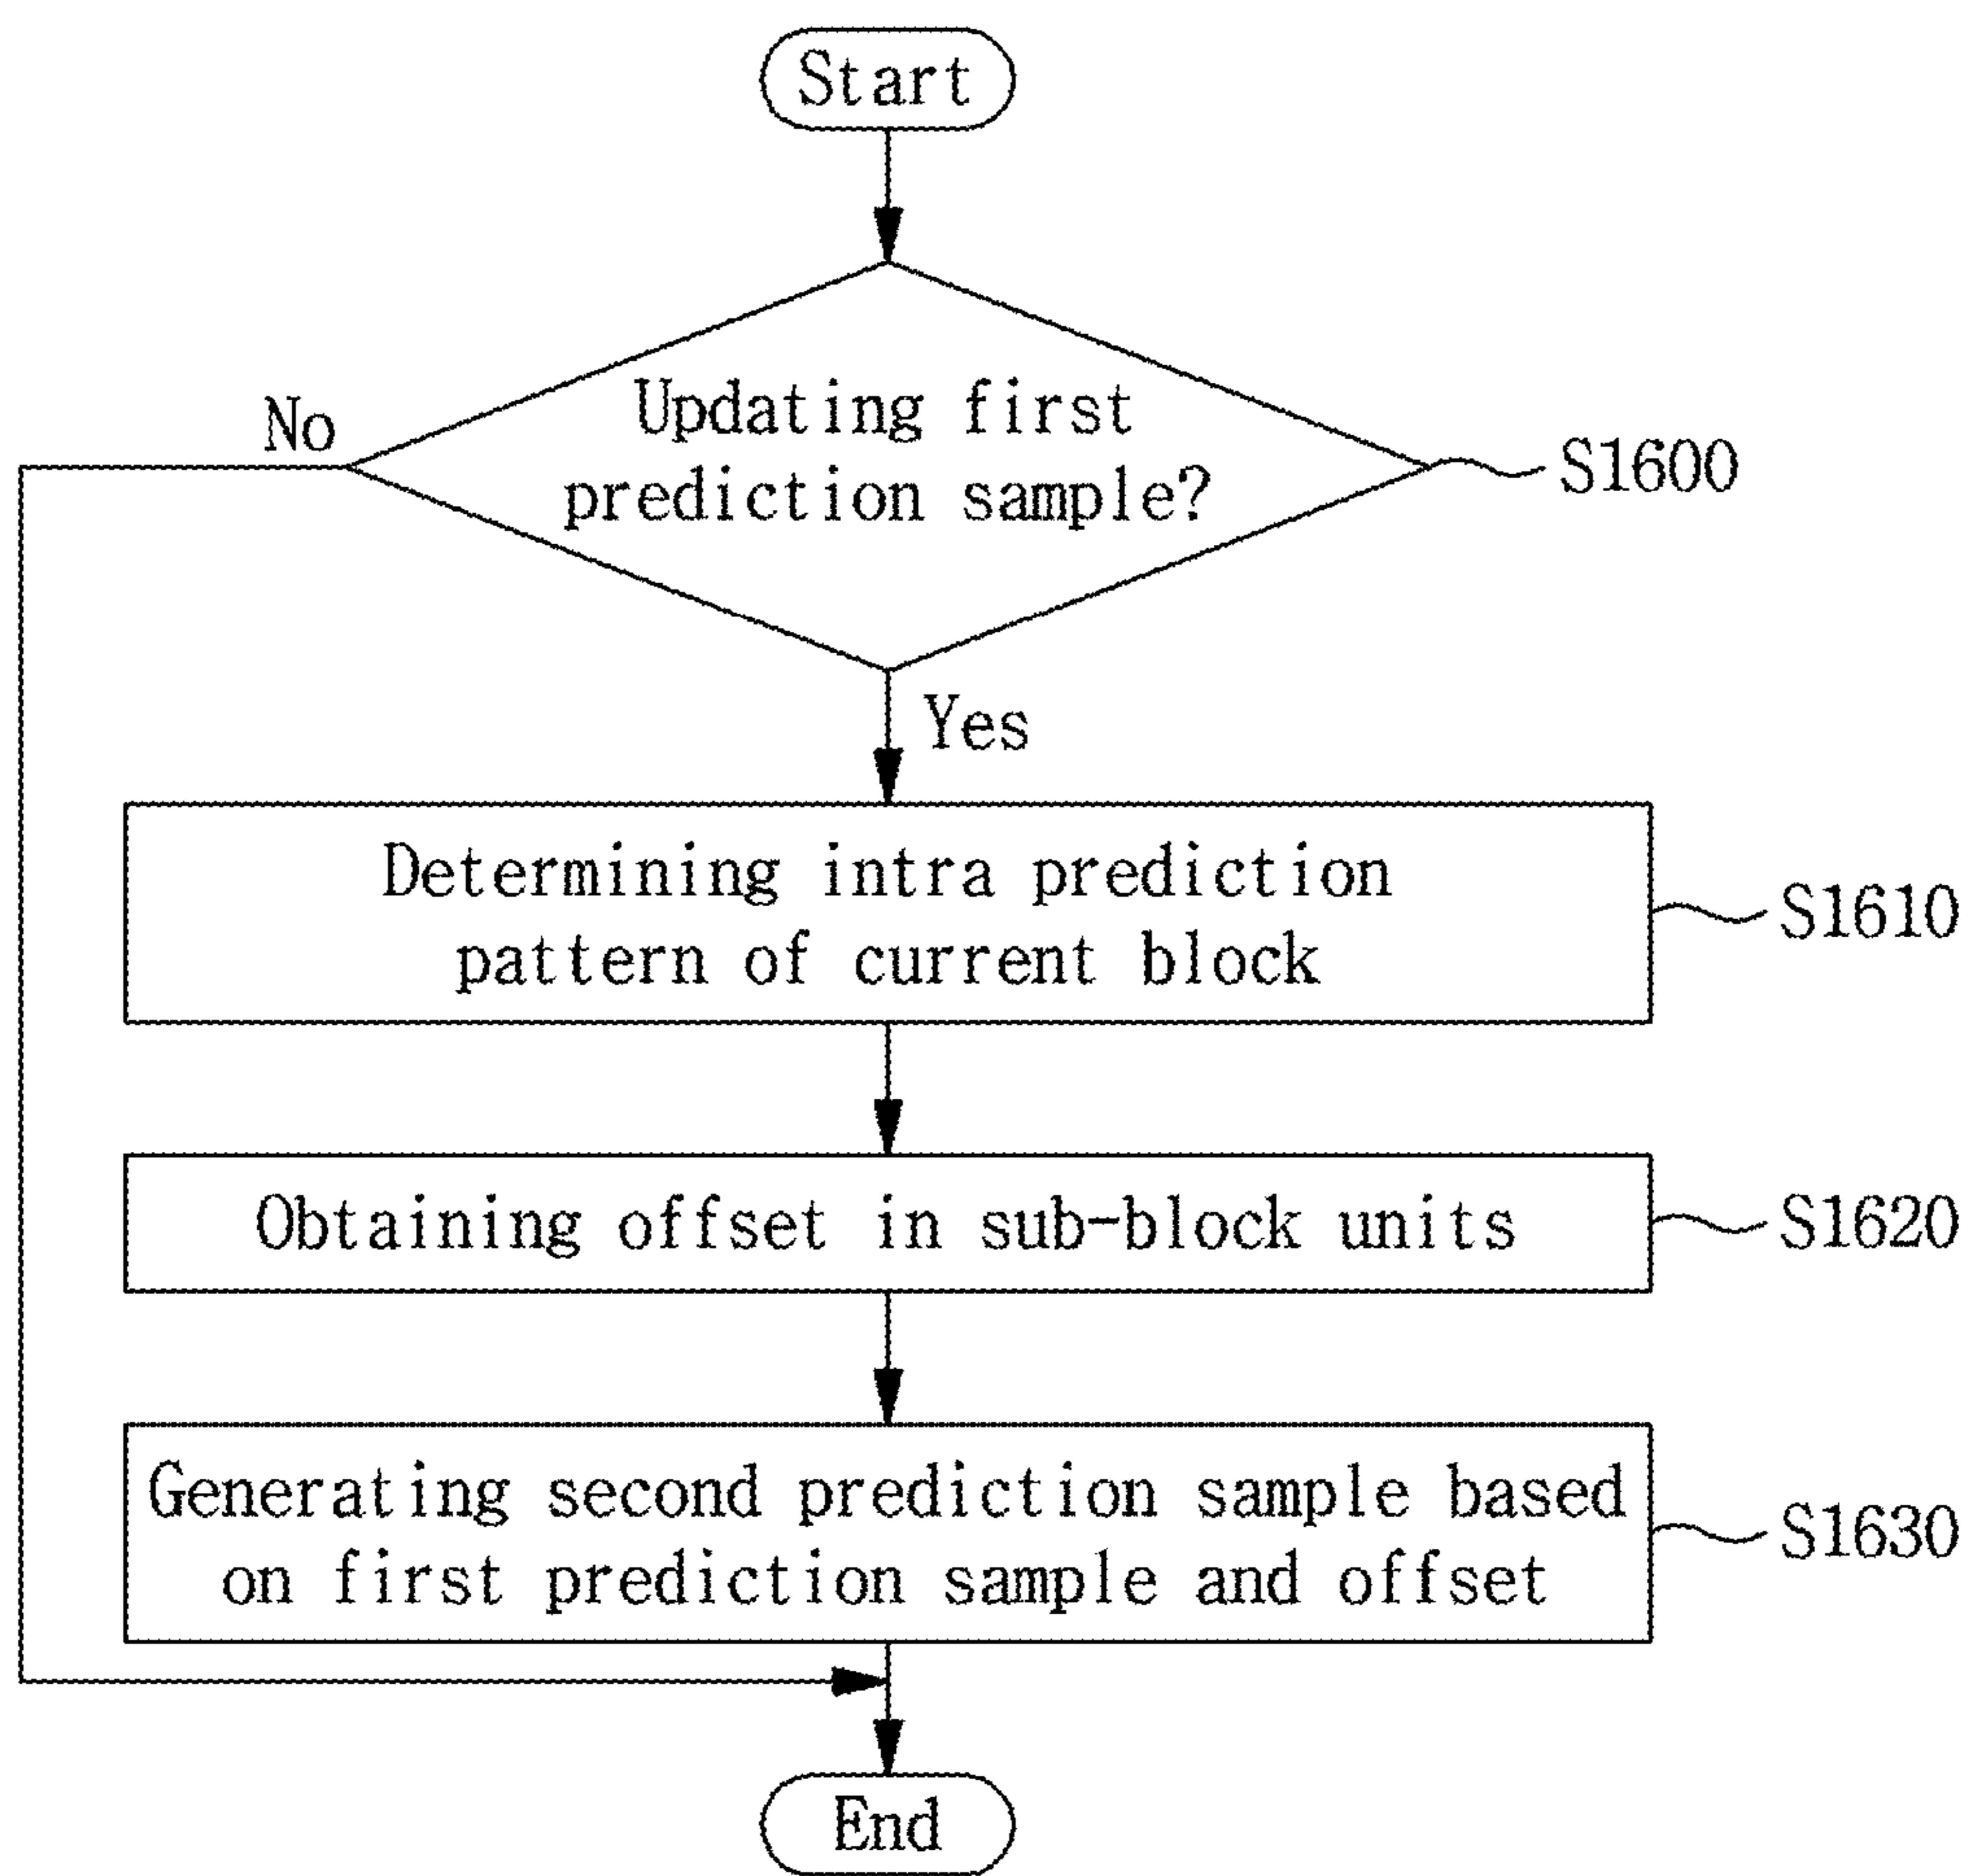 Start
Updating first
prediction sample?
No
S1600
Yes
Determining intra prediction
pattern of current block
S1610
Obtaining offset in sub-block units
S1620
Generating second prediction sample based
on first prediction sample and offset
S1630
End